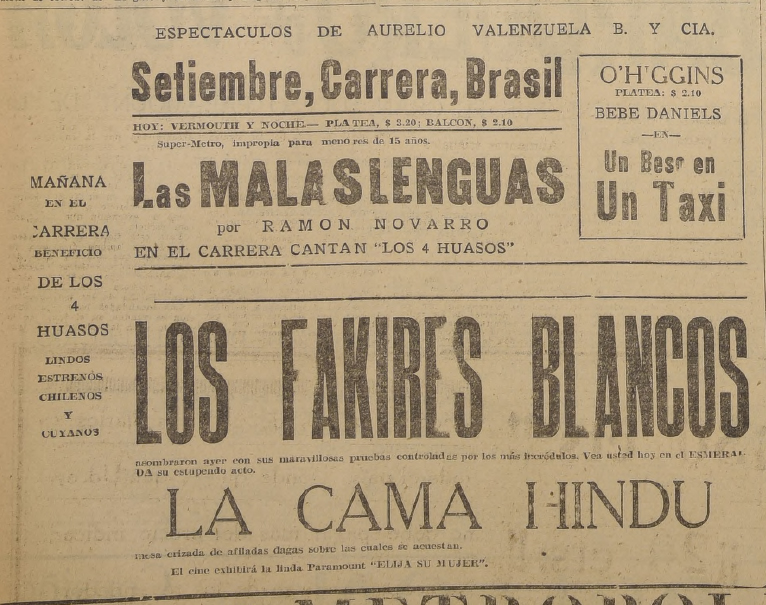 ESPECTACULOS DE AURELIO VALENZUELA B. Y CIA.
Setiembre, Carrera, Brasil
HOY: VERMOUTH Y NOCHE.— PLATEA, $ 3.20; BALCON, $ 2.10
Super-Metro, impropia para menores de 15 años.
Las MALAS LENGUAS
por RAMON NOVARRO
EN EL CARRERA CANTAN "LOS 4 HUASOS"
O'HIGGINS
PLATEA: $ 2.10
BEBE DANIELS
—EN—
Un Beso en
Un Taxi
MAÑANA
EN EL
CARRERA
BENEFICIO
DE LOS
4
HUASOS
LINDOS
ESTRENOS
CHILENOS
Y
CUYANOS
LOS FAKIRES BLANCOS
asombraron ayer con sus maravillosas pruebas controladas por los más incrédulos. Vea usted hoy en el ESMERAL-
DA su estupendo acto.
LA CAMA HINDU
mesa erizada de afiladas dagas sobre las cuales se acuestan.
El cine exhibirá la linda Paramount "ELIJA SU MUJER".